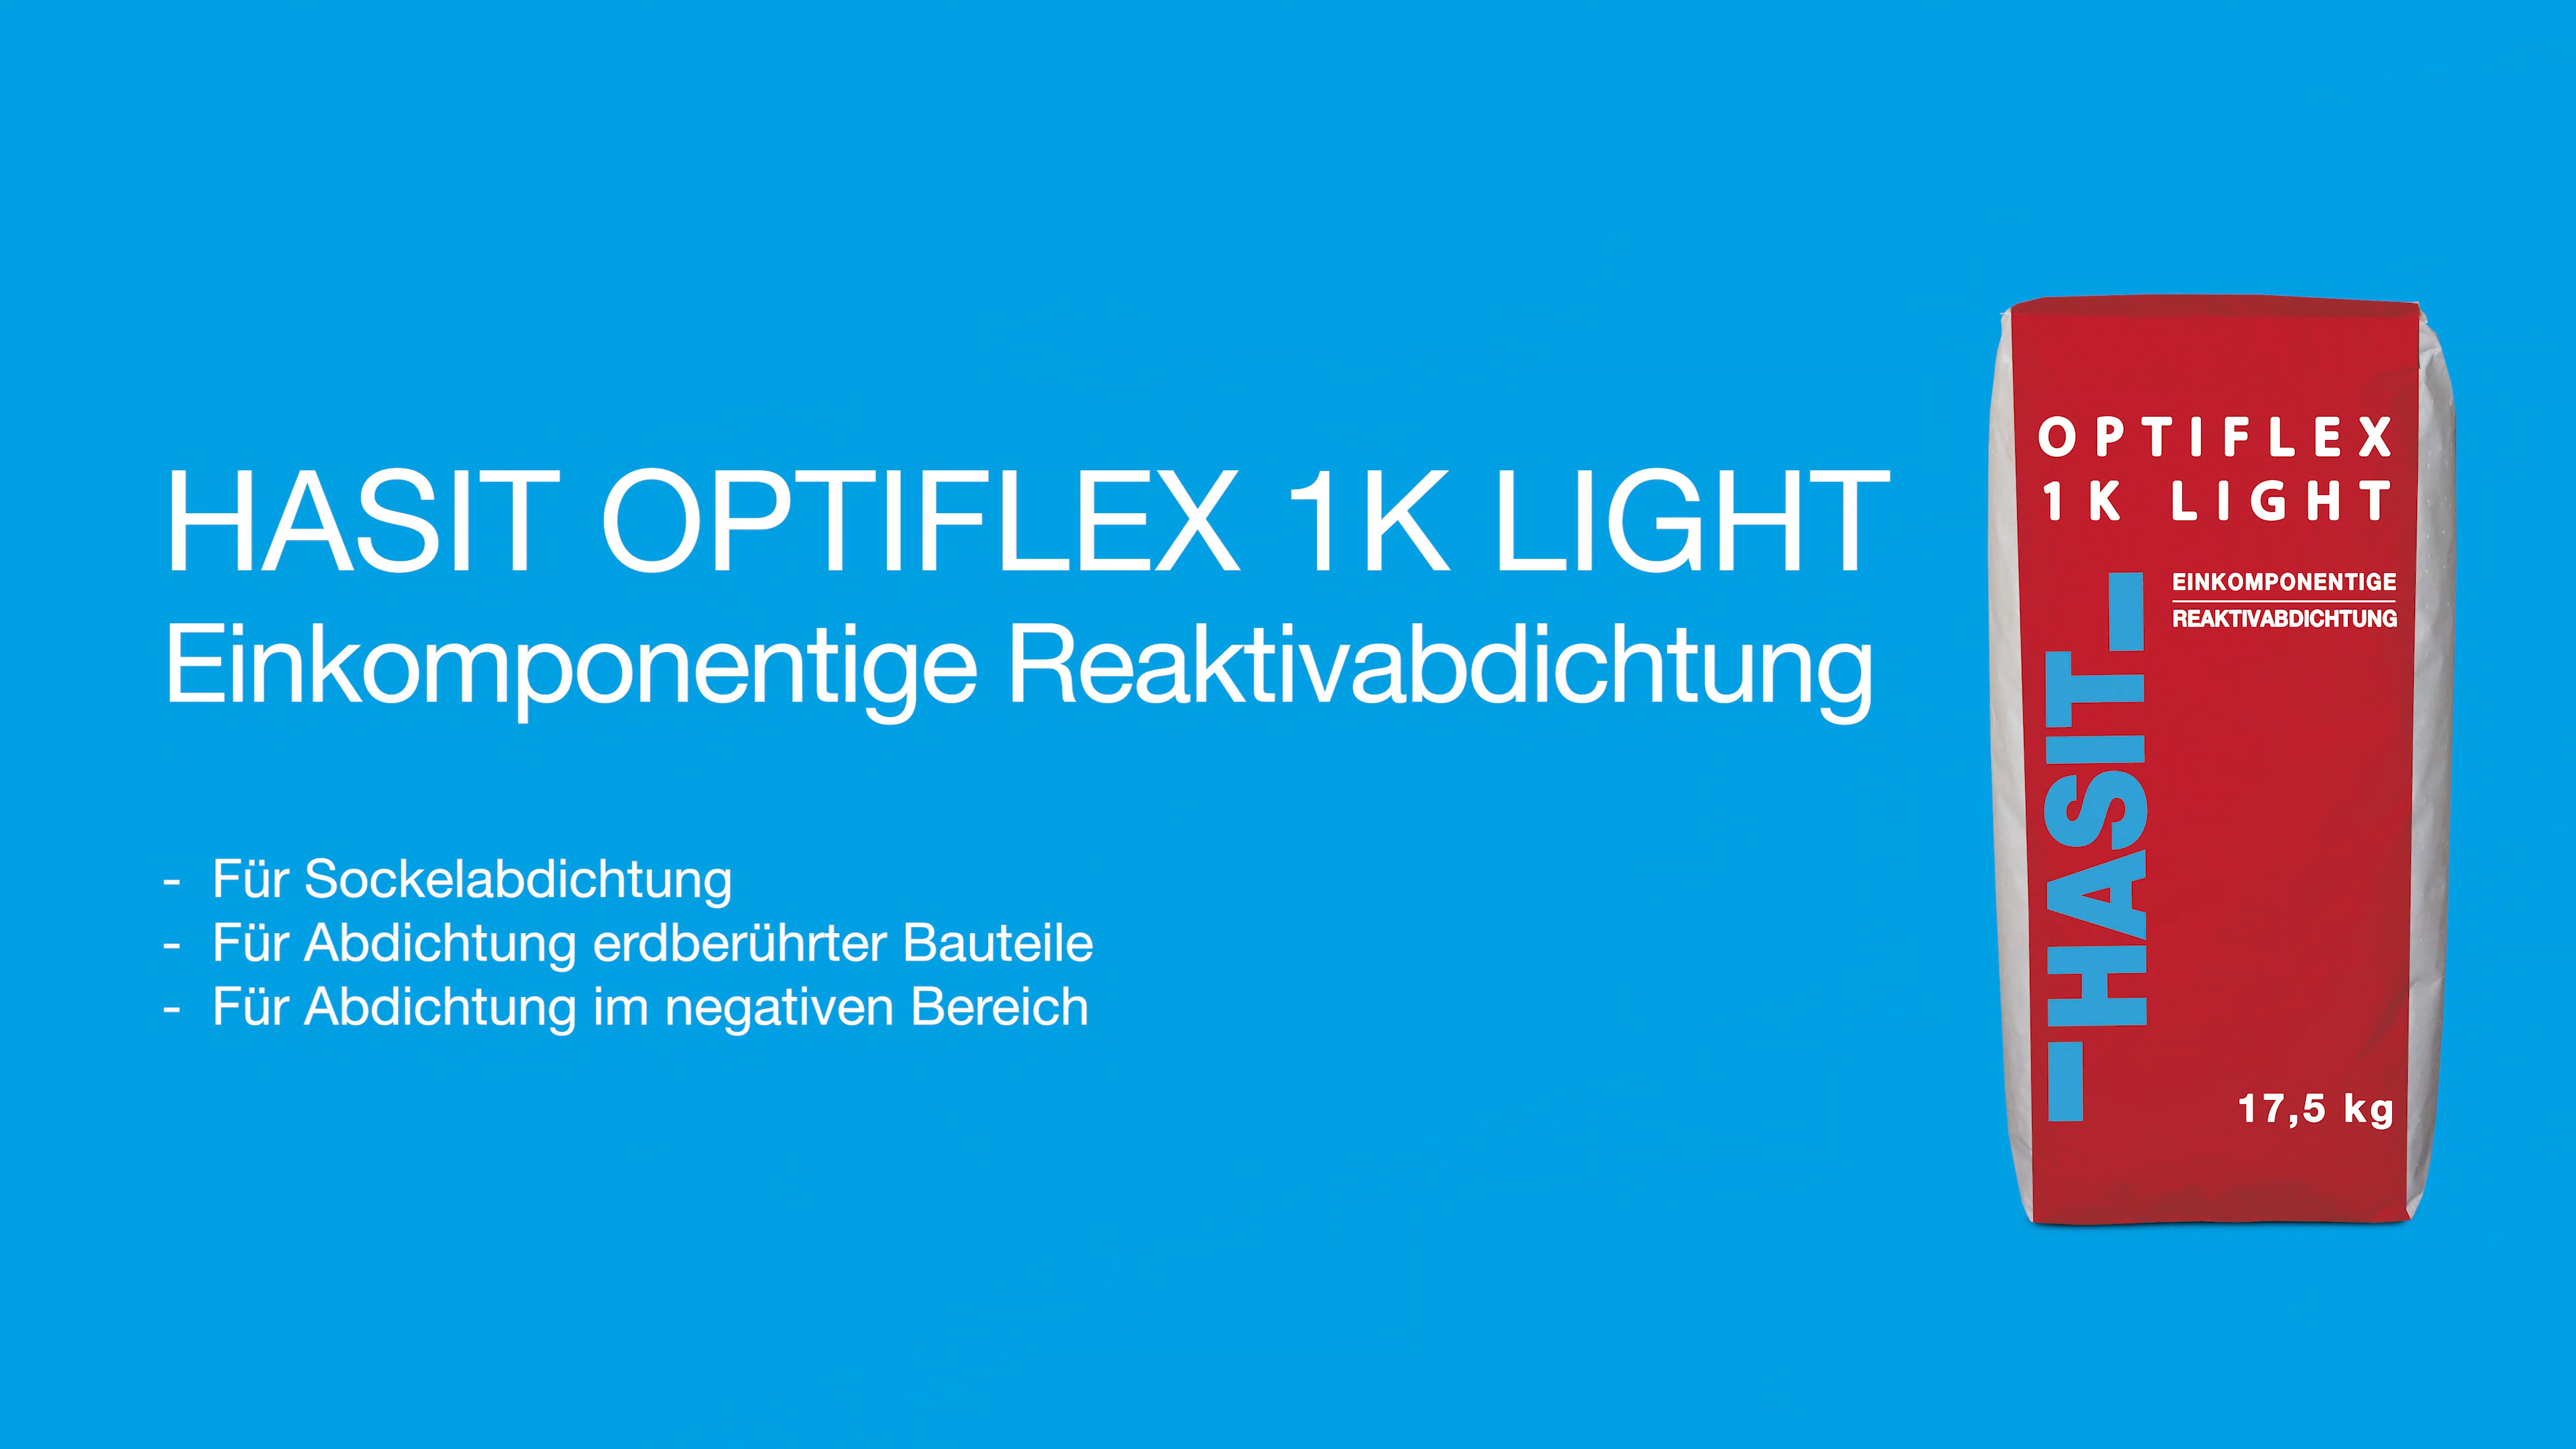 HASIT OPTIFLEX 1K LIGHT
Einkomponentige Reaktivabdichtung
- Für Sockelabdichtung
- Für Abdichtung erdberührter Bauteile
- Für Abdichtung im negativen Bereich
OPTIFLEX
1K LIGHT
EINKOMPONENTIGE
REAKTIVABDICHTUNG
HASIT
17,5 kg